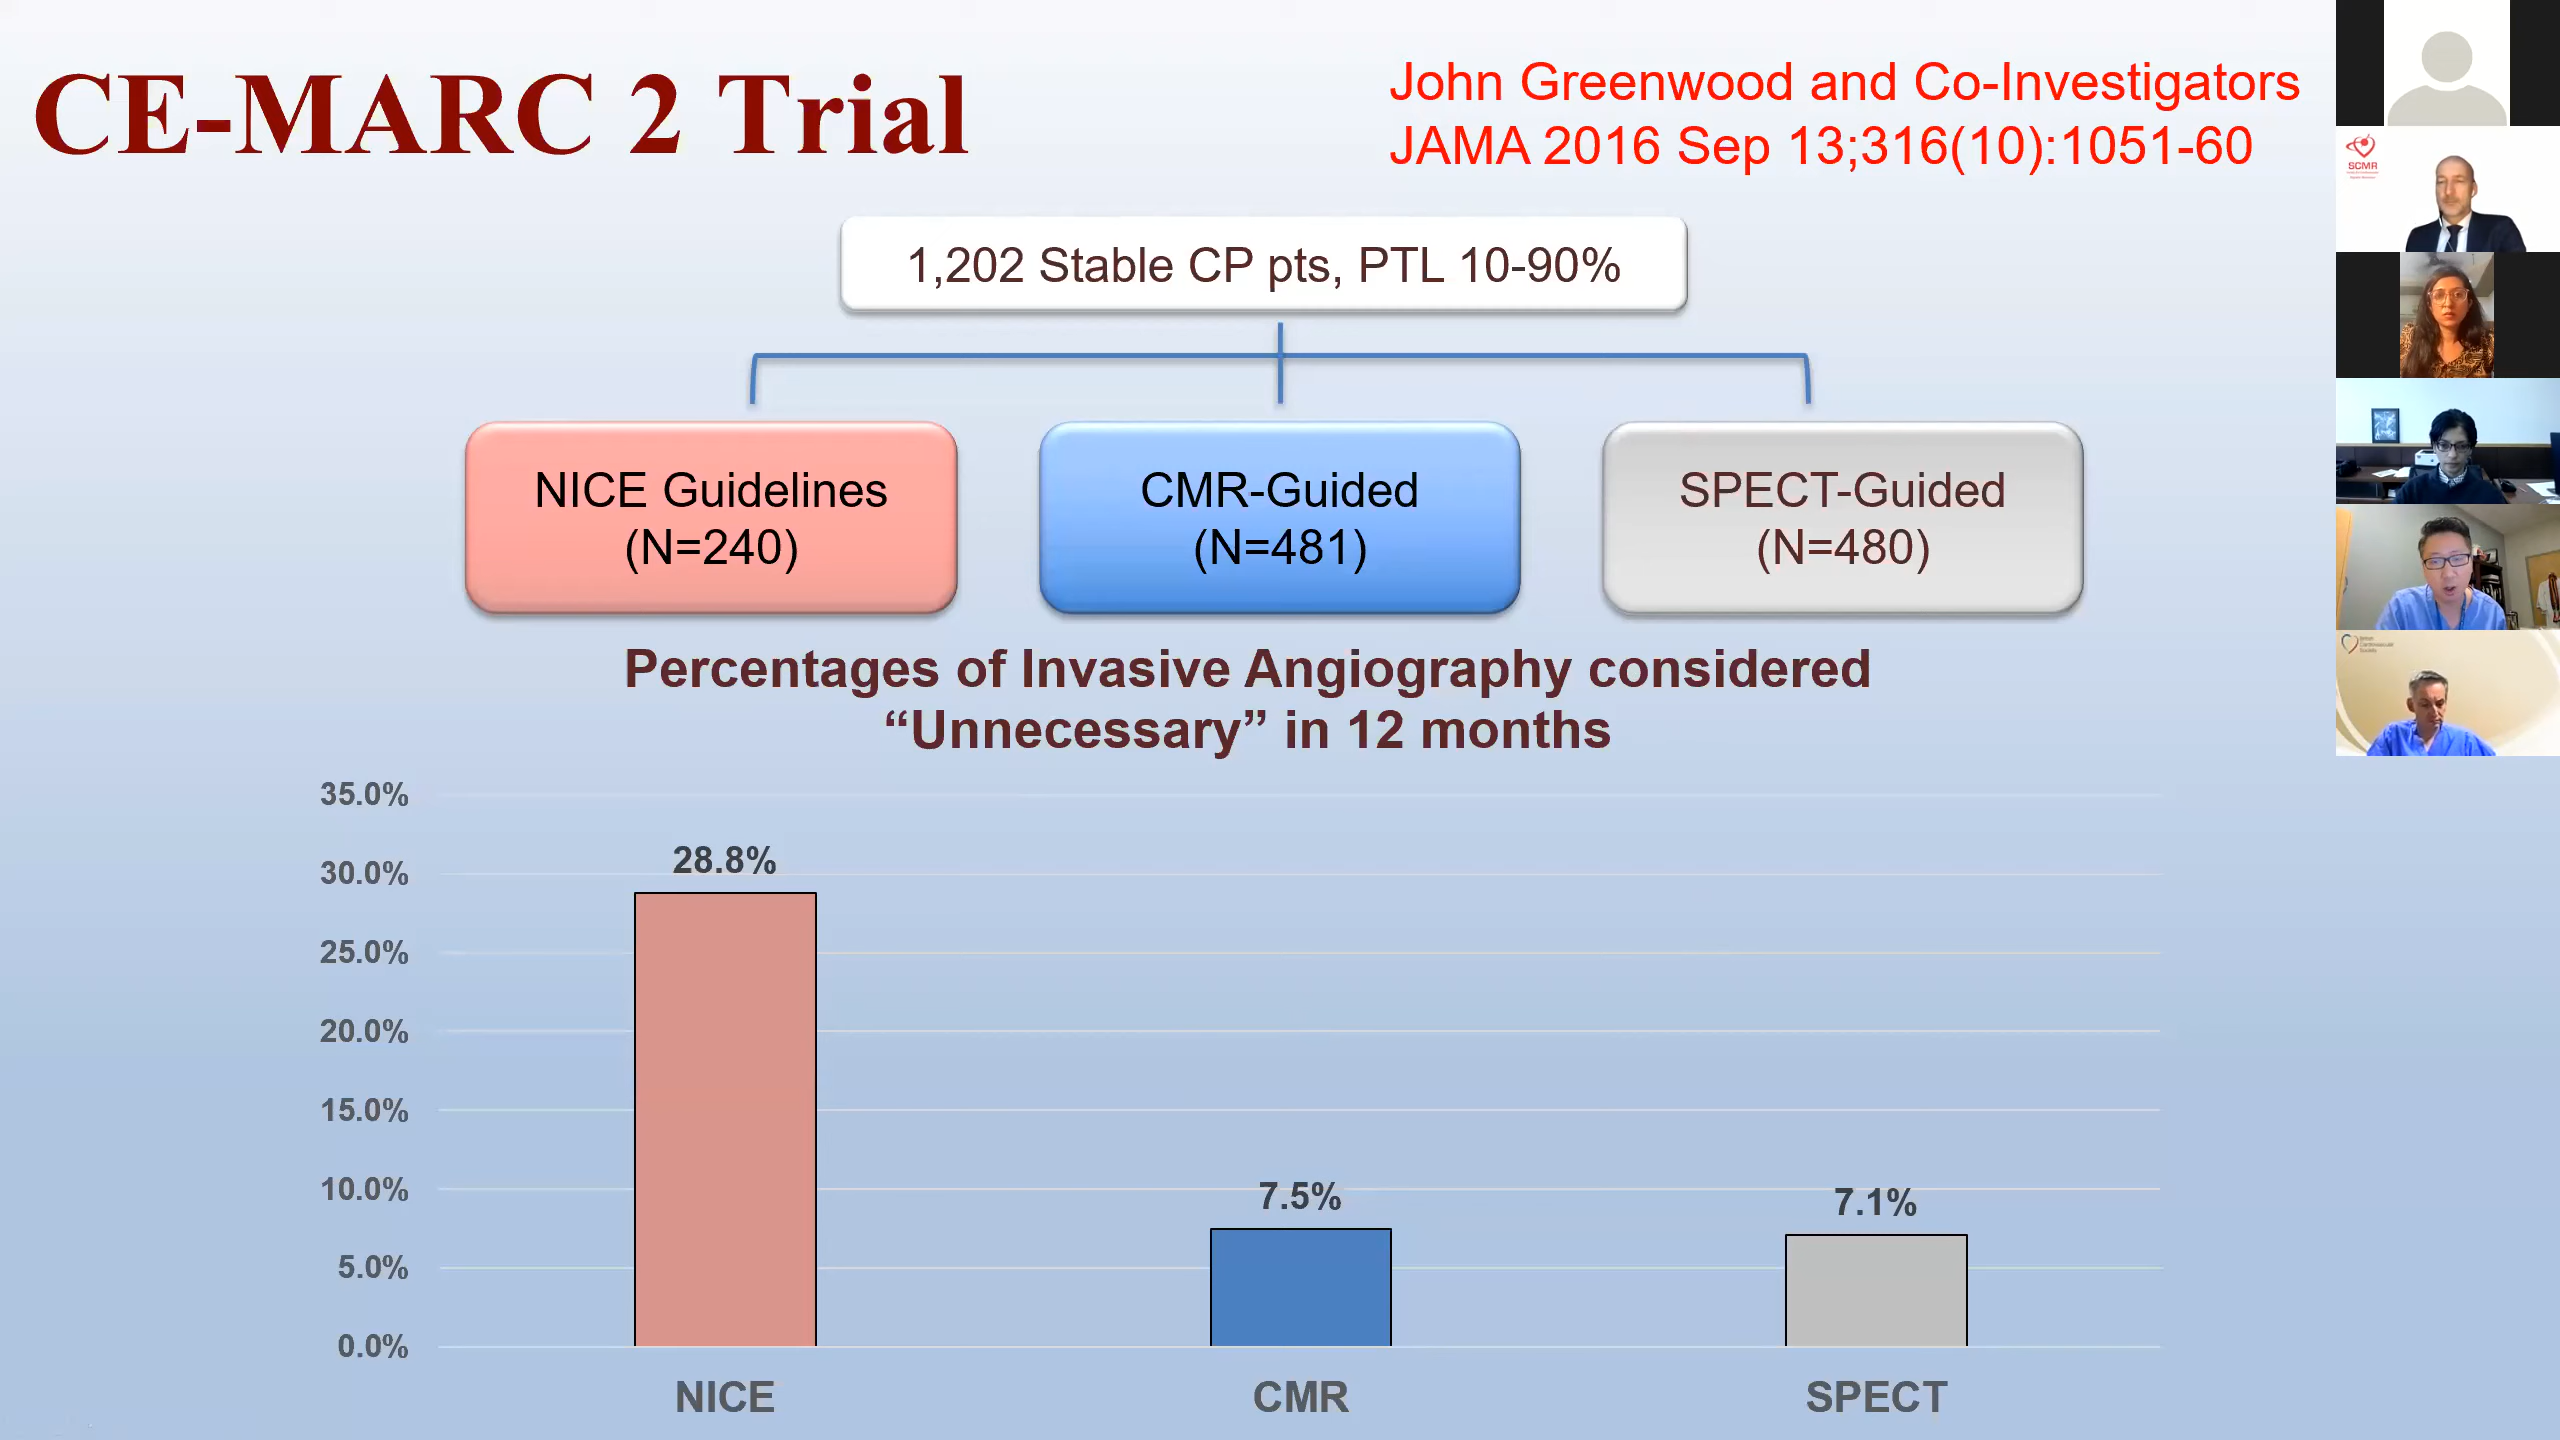 CE-MARC 2 Trial
John Greenwood and Co-Investigators
JAMA 2016 Sep 13;316(10):1051-60
1,202 Stable CP pts, PTL 10-90%
NICE Guidelines
(N=240)
CMR-Guided
(N=481)
SPECT-Guided
(N=480)
Percentages of Invasive Angiography considered
“Unnecessary” in 12 months
35.0%
30.0%
25.0%
20.0%
15.0%
10.0%
5.0%
0.0%
28.8%
7.5%
7.1%
NICE
CMR
SPECT
SCMR
British
Cardiovascular
Society